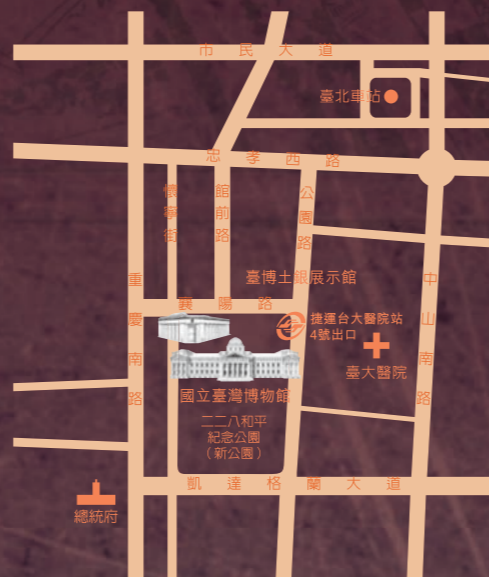 市民大道
臺北車站
忠孝西路
懷寧街
館前路
公園路
臺博土銀展示館
重慶南路
襄陽路
中山南路
捷運台大醫院站
4號出口
臺大醫院
國立臺灣博物館
二二八和平
紀念公園
（新公園）
凱達格蘭大道
總統府